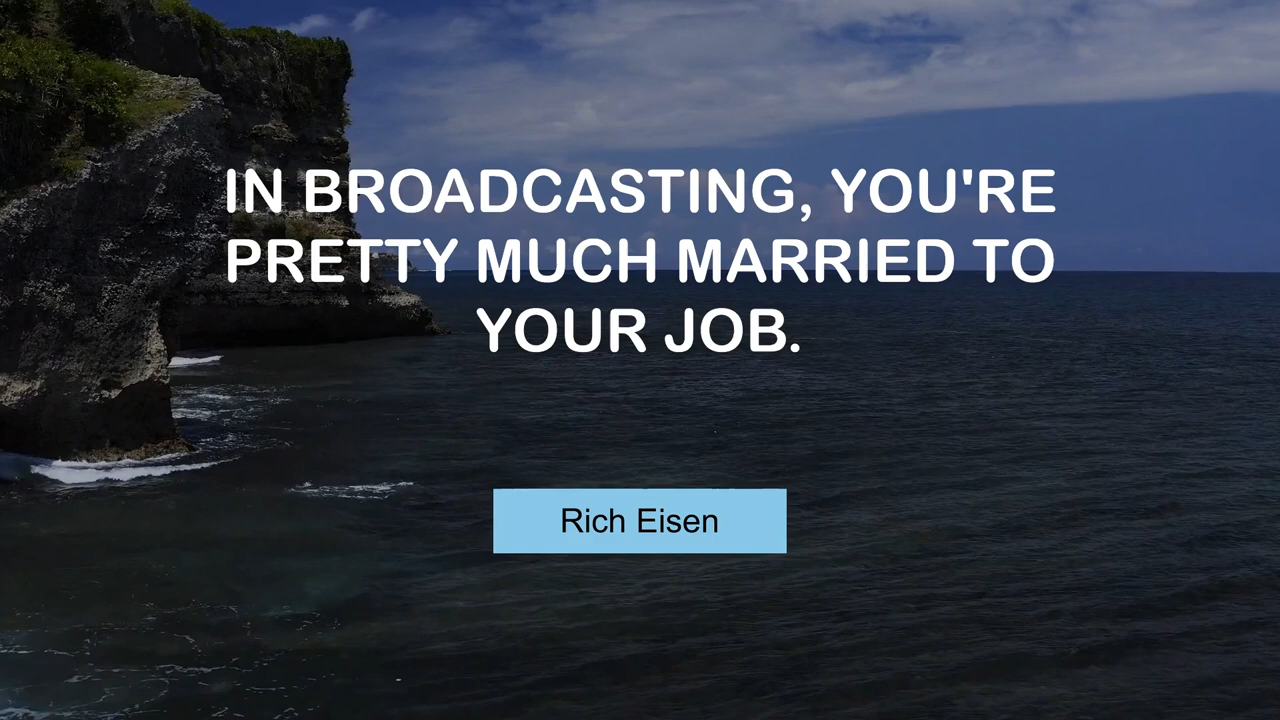 IN BROADCASTING, YOU'RE
PRETTY MUCH MARRIED TO
YOUR JOB.
Rich Eisen